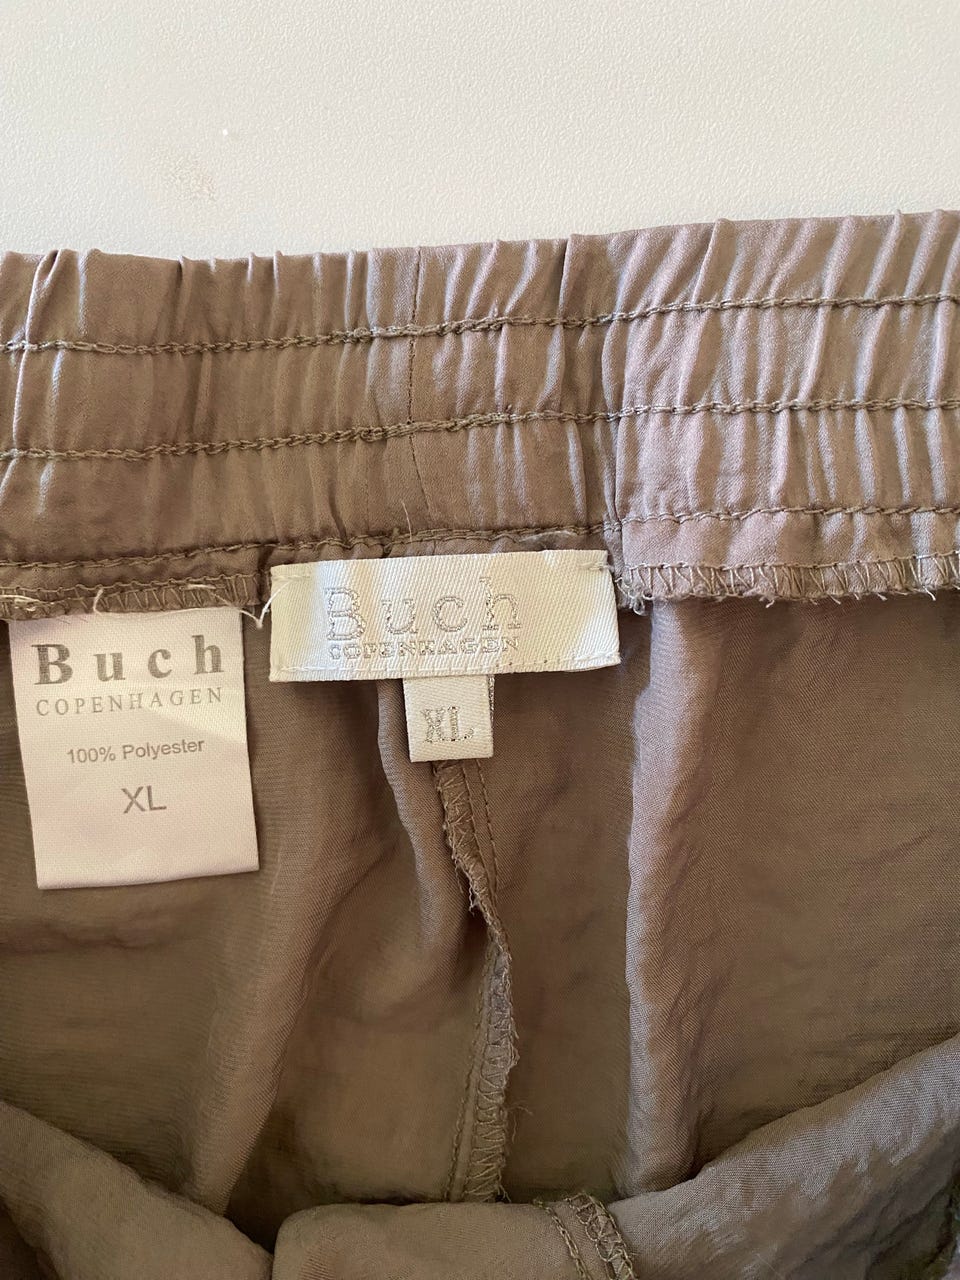 Buch
COPENHAGEN
XL
Buch
COPENHAGEN
100% Polyester
XL